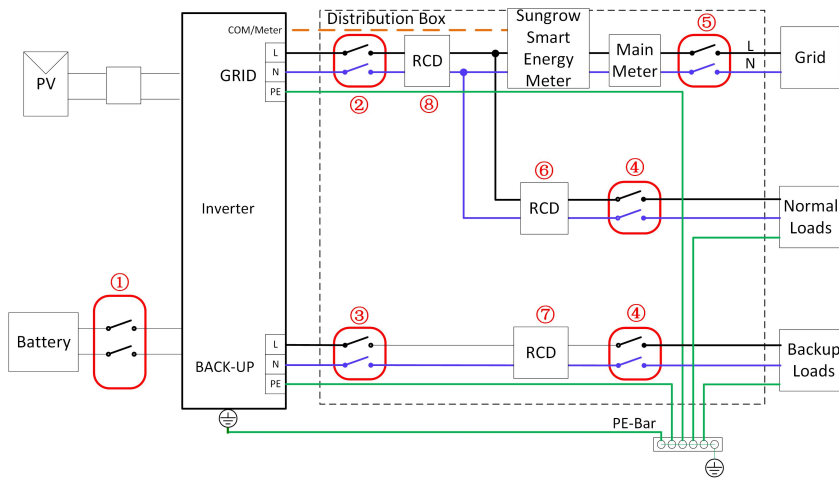 Distribution Box
COM/Meter
Sungrow
Smart
Energy
Meter
Main
Meter
⑤
L
N
Grid
PV
GRID
L
N
PE
②
RCD
⑧
Inverter
⑥
RCD
④
Normal
Loads
Battery
①
BACK-UP
L
N
PE
③
⑦
RCD
④
Backup
Loads
PE-Bar